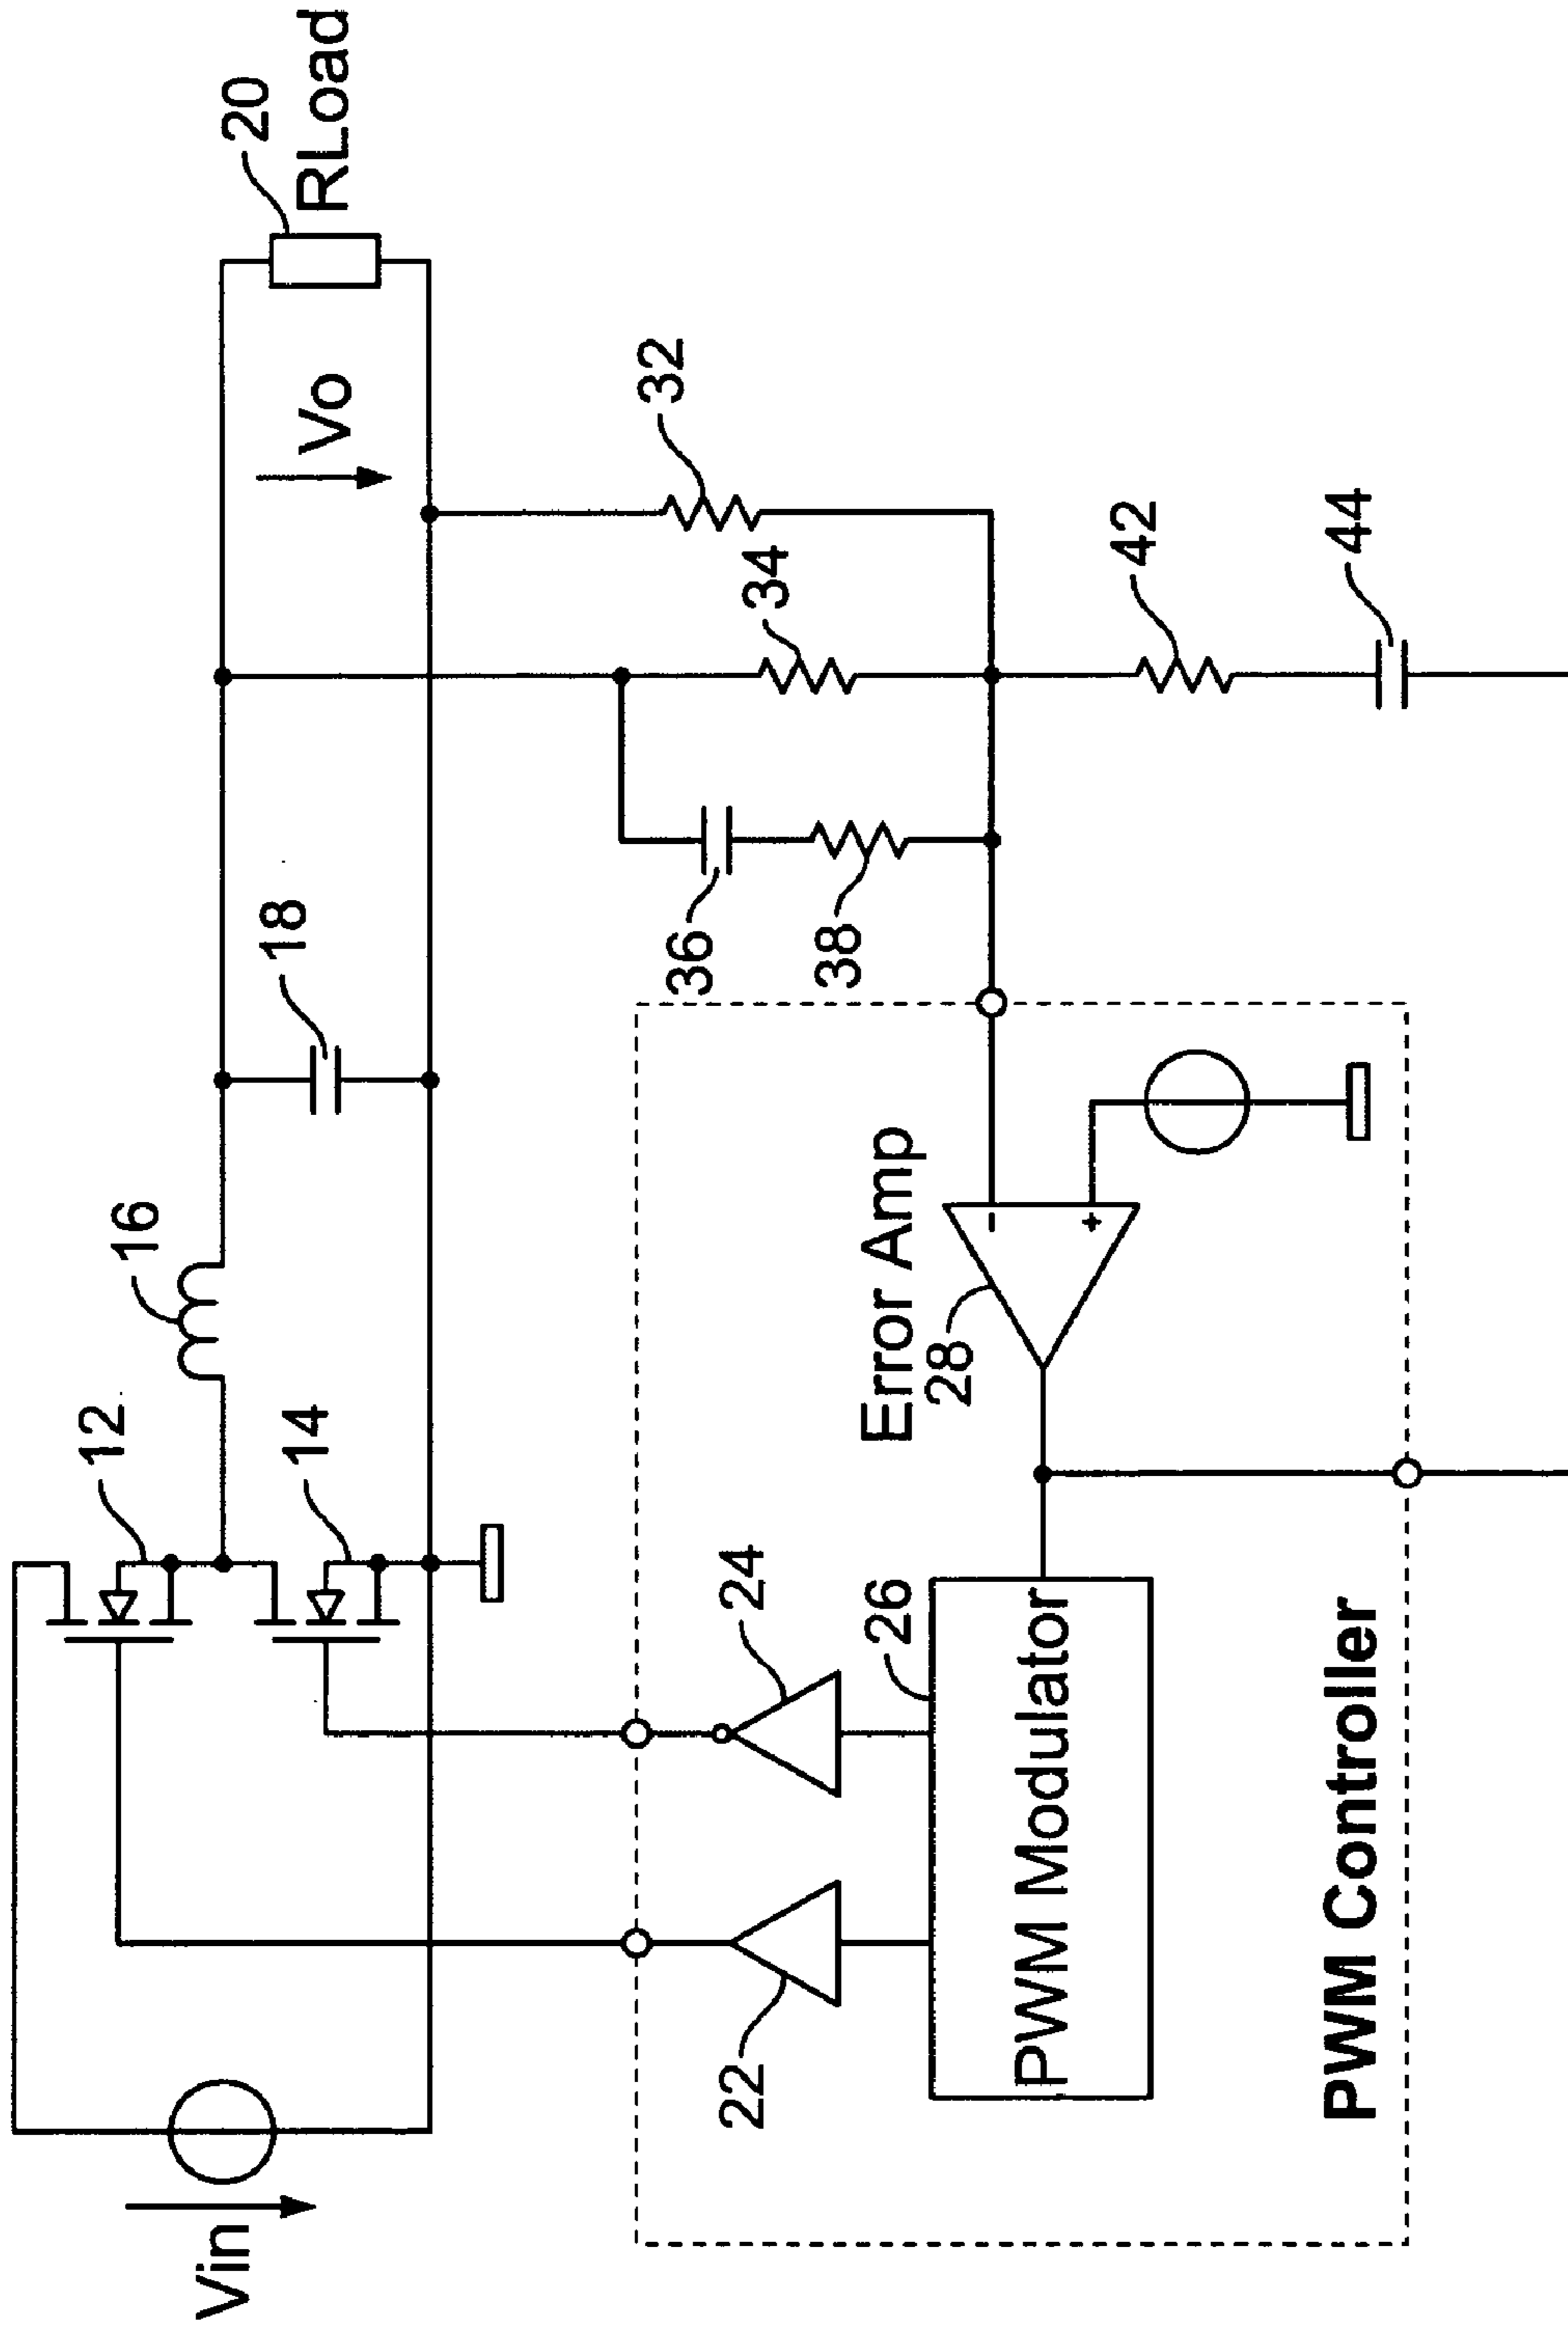 Vin
12
14
16
18
Vo
20
RLoad
22
24
26
PWM Modulator
PWM Controller
Error Amp
28
−
+
36
38
34
32
42
44